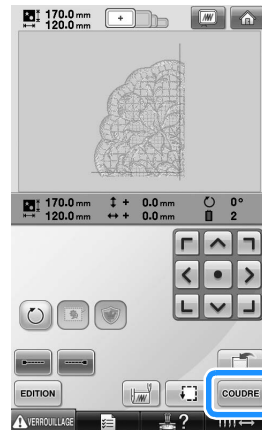 170.0 mm
120.0 mm
170.0 mm + 0.0 mm 0°
120.0 mm + 0.0 mm 2
EDITION COUDRE
VERROUILLAGE ?